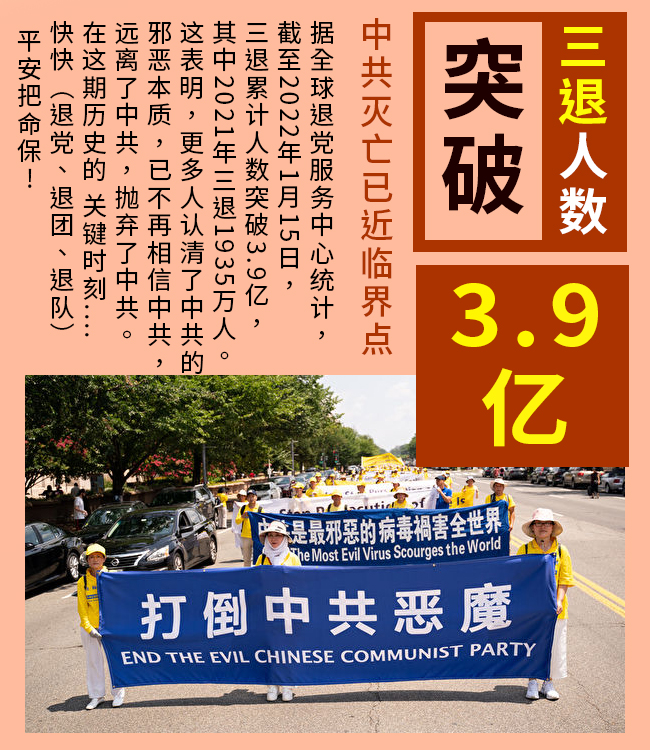 三退人数
突破
3.9
亿
中共灭亡已近临界点
据全球退党服务中心统计，
截至2022年1月15日，
三退累计人数突破3.9亿，
其中2021年三退1935万人。
这表明，更多人认清了中共的
邪恶本质，已不再相信中共，
远离了中共，抛弃了中共。
在这期历史的 关键时刻……
快快（退党、退团、退队）
平安把命保！
是最邪惡的病毒禍害全世界
The Most Evil Virus Scourges the World
打倒中共恶魔
END THE EVIL CHINESE COMMUNIST PARTY